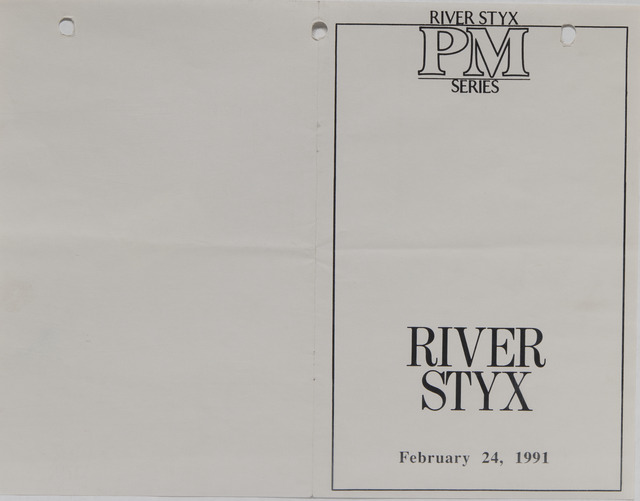 RIVER STYX
PM
SERIES
RIVER
STYX
February 24, 1991